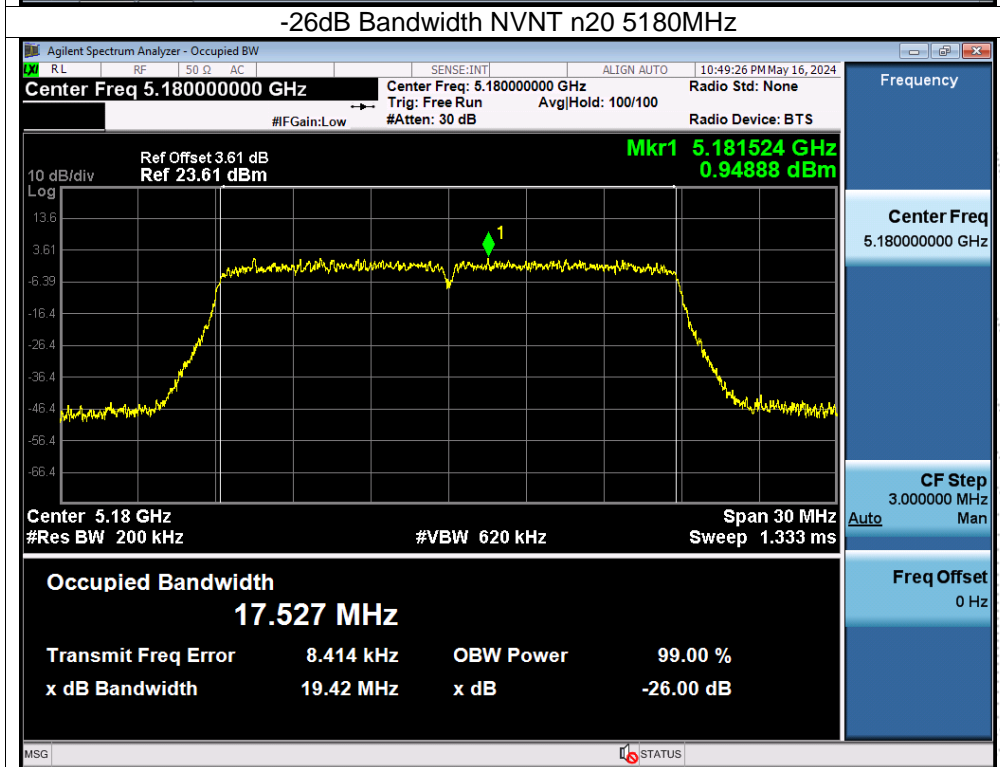 -26dB Bandwidth NVNT n20 5180MHz
Agilent Spectrum Analyzer - Occupied BW
LXI RL RF 50 Ω AC SENSE:INT ALIGN AUTO 10:49:26 PM May 16, 2024
Center Freq 5.180000000 GHz Center Freq: 5.180000000 GHz Radio Std: None Frequency
Trig: Free Run Avg|Hold: 100/100
#IFGain:Low #Atten: 30 dB Radio Device: BTS
Mkr1 5.181524 GHz
Ref Offset 3.61 dB 0.94888 dBm
10 dB/div Ref 23.61 dBm
Log
13.6
3.61
-6.39
-16.4
-26.4
-36.4
-46.4
-56.4
-66.4
1
Center Freq
5.180000000 GHz
Center 5.18 GHz Span 30 MHz
#Res BW 200 kHz #VBW 620 kHz Sweep 1.333 ms
CF Step
3.000000 MHz
Auto Man
Occupied Bandwidth
17.527 MHz
Transmit Freq Error 8.414 kHz OBW Power 99.00 %
x dB Bandwidth 19.42 MHz x dB -26.00 dB
Freq Offset
0 Hz
MSG STATUS